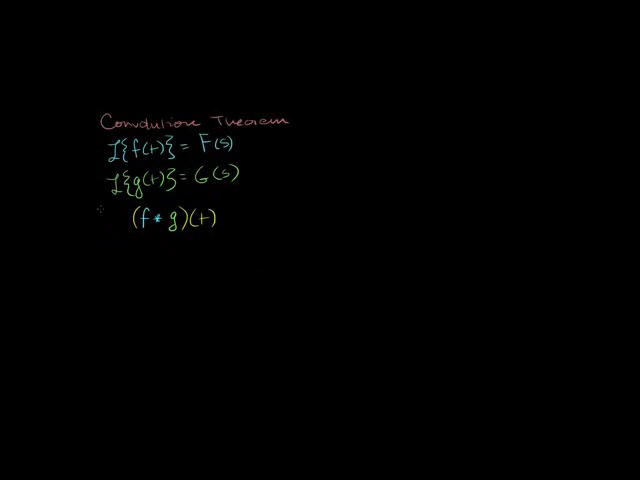 Convolution Theorem
ℒ{f(t)} = F(s)
ℒ{g(t)} = G(s)
(f * g)(t)